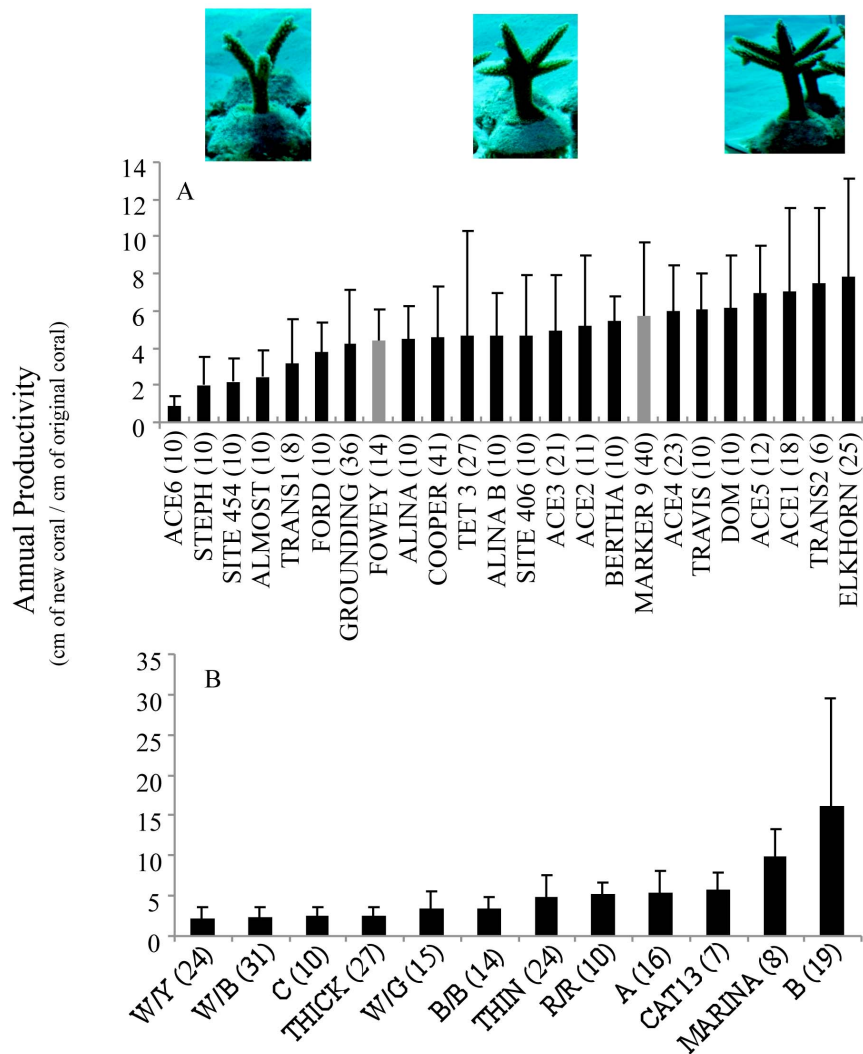 14
A
12
10
8
6
4
2
0
ACE6 (10)
STEPH (10)
SITE 454 (10)
ALMOST (10)
TRANS1 (8)
FORD (10)
GROUNDING (36)
FOWEY (14)
ALINA (10)
COOPER (41)
TET 3 (27)
ALINA B (10)
SITE 406 (10)
ACE3 (21)
ACE2 (11)
BERTHA (10)
MARKER 9 (40)
ACE4 (23)
TRAVIS (10)
DOM (10)
ACE5 (12)
ACE1 (18)
TRANS2 (6)
ELKHORN (25)
Annual Productivity
(cm of new coral / cm of original coral)
35
B
30
25
20
15
10
5
0
W/Y (24)
W/B (31)
C (10)
THICK (27)
W/G (15)
B/B (14)
THIN (24)
R/R (10)
A (16)
CAT13 (7)
MARINA (8)
B (19)